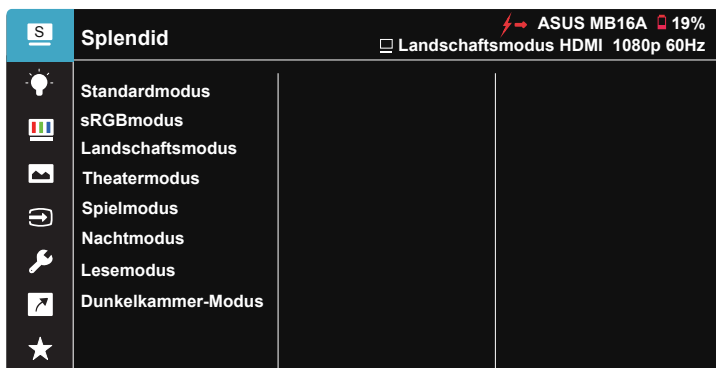 S
Splendid
ASUS MB16A 19%
Landschaftsmodus HDMI 1080p 60Hz
Standardmodus
sRGBmodus
Landschaftsmodus
Theatermodus
Spielmodus
Nachtmodus
Lesemodus
Dunkelkammer-Modus